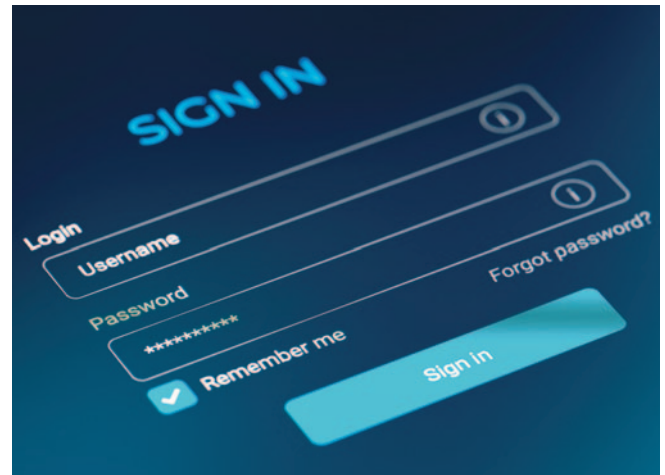 SIGN IN
Login
Username
Password
**********
Remember me
Forgot password?
Sign in